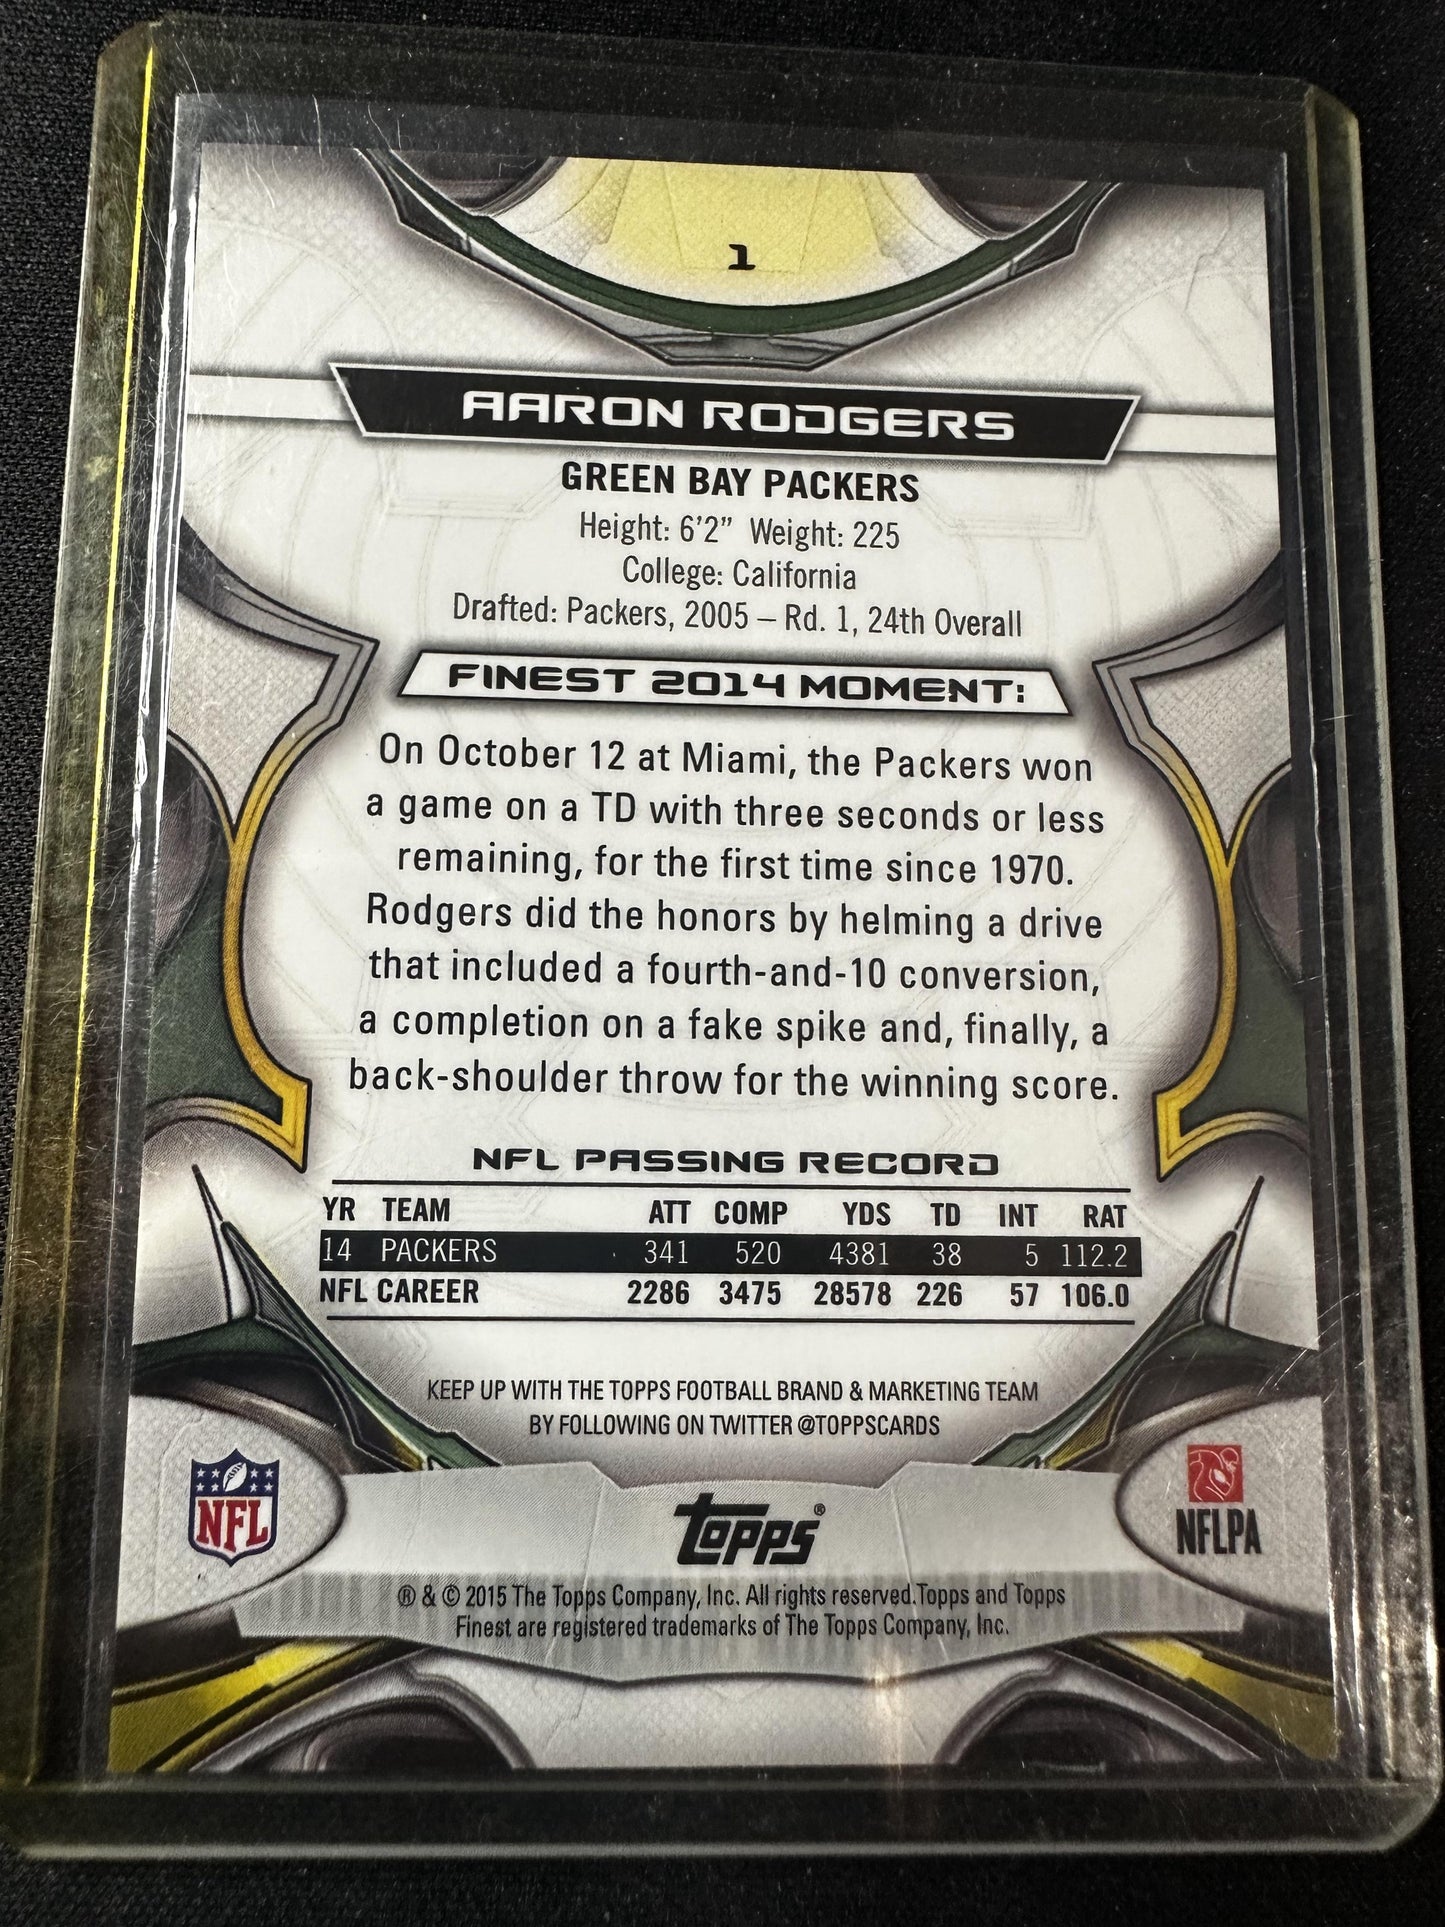 1
AARON RODGERS
GREEN BAY PACKERS
Height: 6'2" Weight: 225
College: California
Drafted: Packers, 2005 – Rd. 1, 24th Overall
FINEST 2014 MOMENT:
On October 12 at Miami, the Packers won
a game on a TD with three seconds or less
remaining, for the first time since 1970.
Rodgers did the honors by helming a drive
that included a fourth-and-10 conversion,
a completion on a fake spike and, finally, a
back-shoulder throw for the winning score.
NFL PASSING RECORD
YR TEAM ATT COMP YDS TD INT RAT
14 PACKERS 341 520 4381 38 5 112.2
NFL CAREER 2286 3475 28578 226 57 106.0
KEEP UP WITH THE TOPPS FOOTBALL BRAND & MARKETING TEAM
BY FOLLOWING ON TWITTER @TOPPSCARDS
NFL
Topps®
NFLPA
® & © 2015 The Topps Company, Inc. All rights reserved.Topps and Topps
Finest are registered trademarks of The Topps Company, Inc.